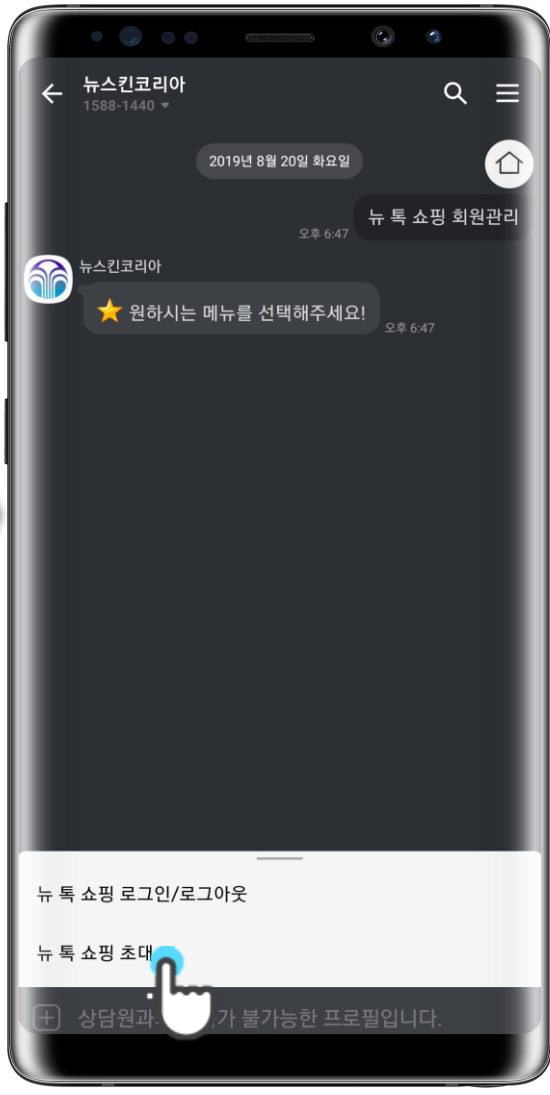 뉴스킨코리아
1588-1440
2019년 8월 20일 화요일
뉴 톡 쇼핑 회원관리
오후 6:47
뉴스킨코리아
원하시는 메뉴를 선택해주세요!
오후 6:47
뉴 톡 쇼핑 로그인/로그아웃
뉴 톡 쇼핑 초대
상담원과 가 불가능한 프로필입니다.